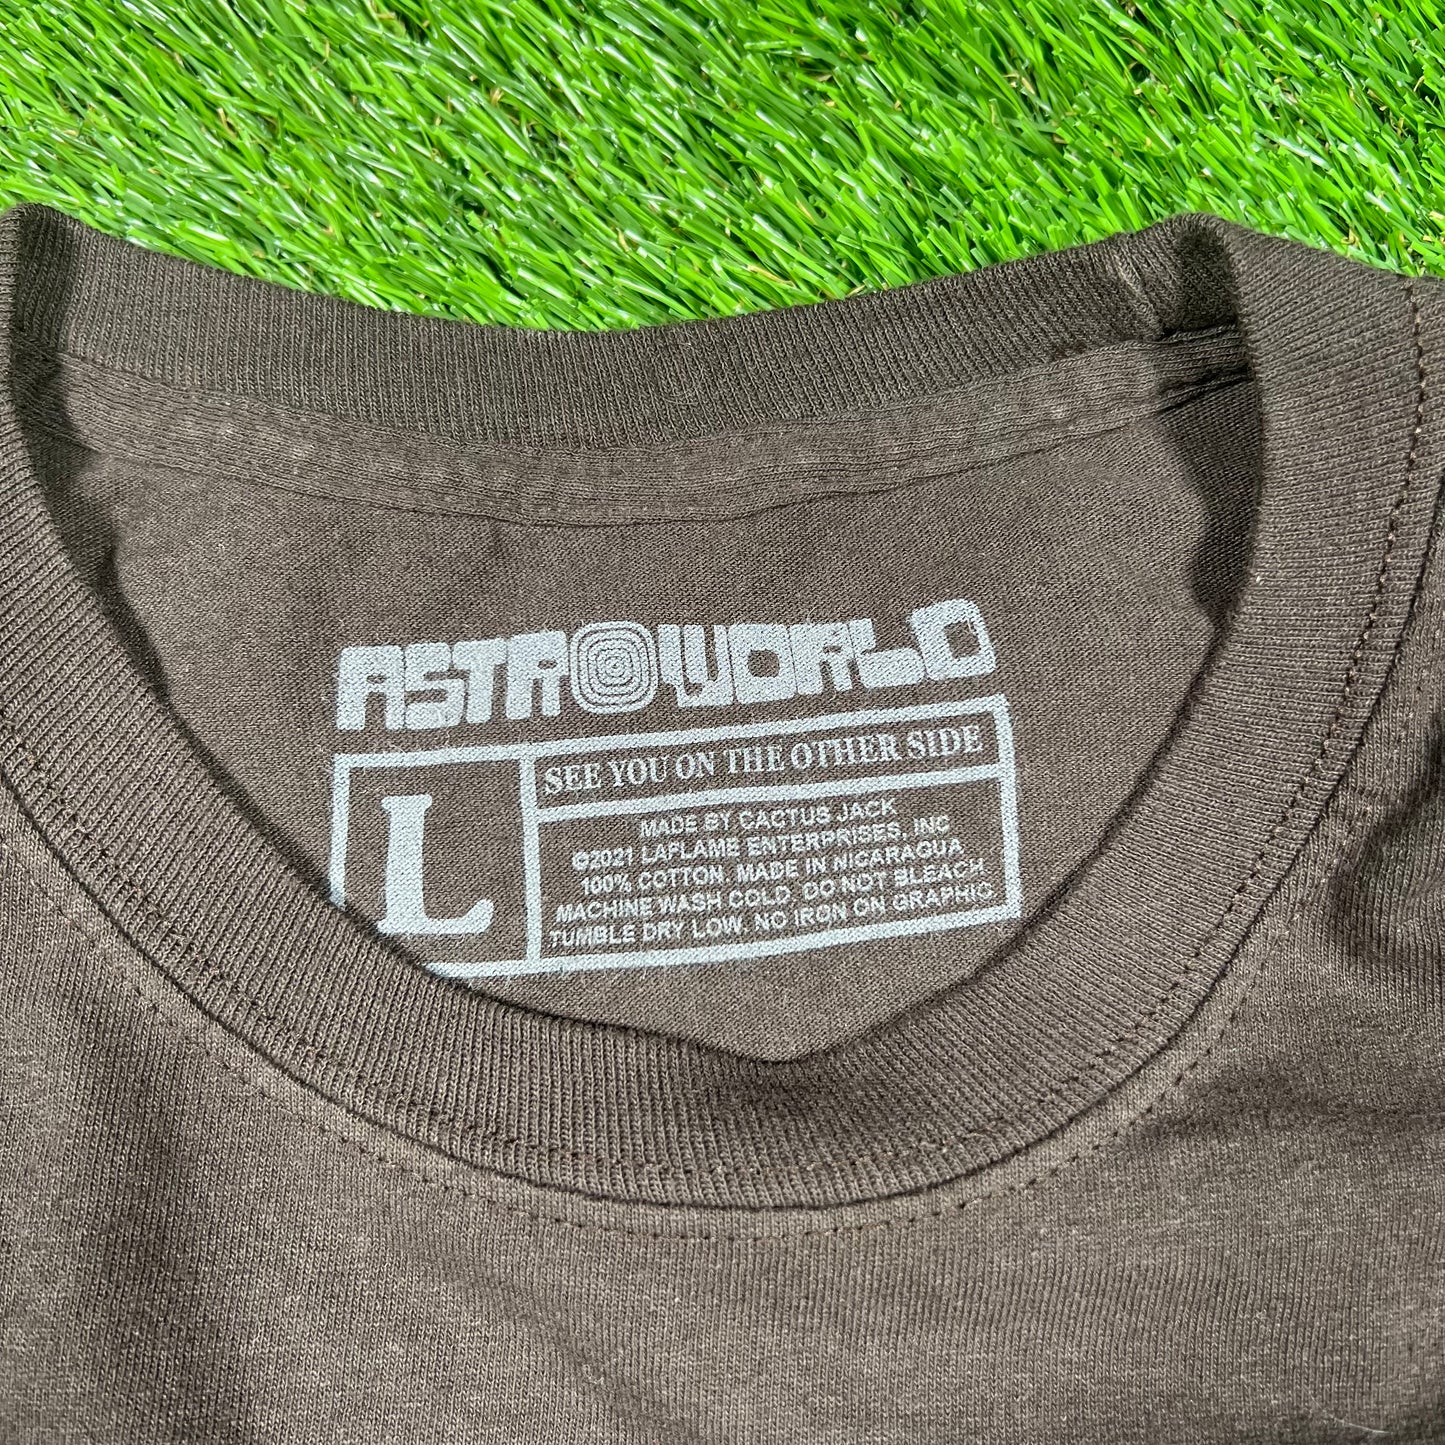 ASTROWORLD
L
SEE YOU ON THE OTHER SIDE
MADE BY CACTUS JACK
©2021 LAFLAME ENTERPRISES, INC
100% COTTON. MADE IN NICARAGUA
MACHINE WASH COLD. DO NOT BLEACH
TUMBLE DRY LOW. NO IRON ON GRAPHIC